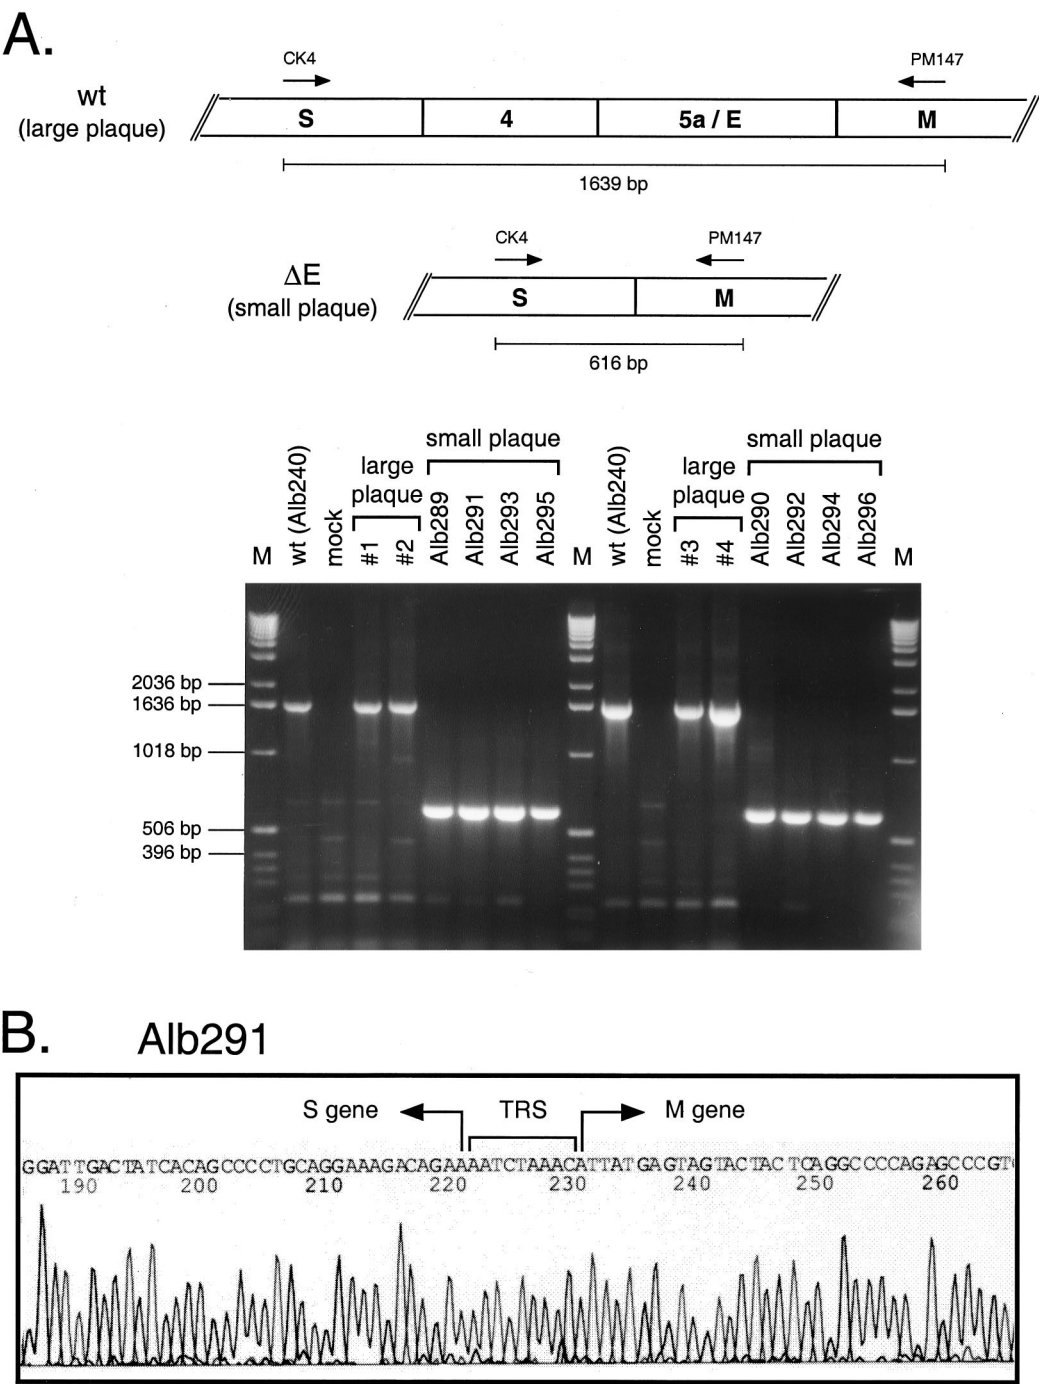 A.
CK4 PM147
wt
(large plaque)
S 4 5a / E M
1639 bp
CK4 PM147
ΔE
(small plaque)
S M
616 bp
small plaque small plaque
large large
plaque plaque
M wt (Alb240) mock #1 #2 Alb289 Alb291 Alb293 Alb295 M wt (Alb240) mock #3 #4 Alb290 Alb292 Alb294 Alb296 M
2036 bp
1636 bp
1018 bp
506 bp
396 bp
B. Alb291
S gene TRS M gene
GGATTGACTATCACAGCCCCTGCAGGAAAGACAGAAAATCTAAACATTATGAGTAGTACTACTCAGGCCCCAGAGCCCGT
190 200 210 220 230 240 250 260